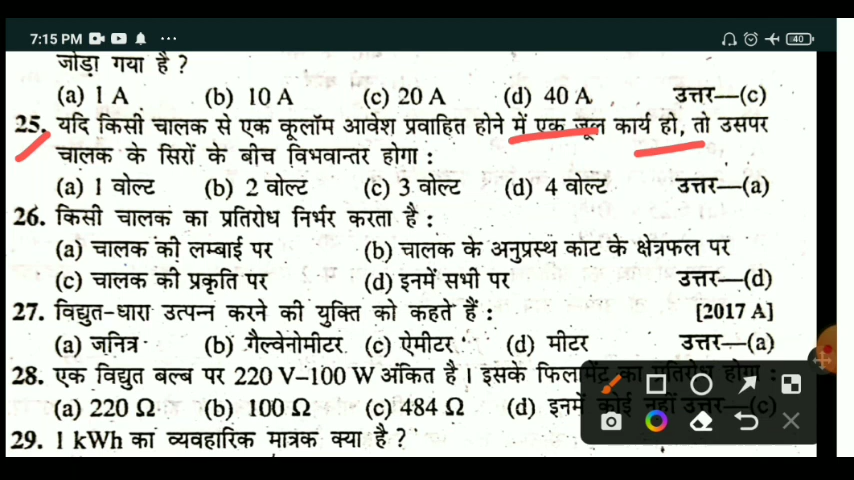 7:15 PM
40
जोड़ा गया है ?
(a) 1 A (b) 10 A (c) 20 A (d) 40 A उत्तर—(c)
25. यदि किसी चालक से एक कूलॉम आवेश प्रवाहित होने में एक जूल कार्य हो, तो उसपर
चालक के सिरों के बीच विभवान्तर होगा :
(a) 1 वोल्ट (b) 2 वोल्ट (c) 3 वोल्ट (d) 4 वोल्ट उत्तर—(a)
26. किसी चालक का प्रतिरोध निर्भर करता है :
(a) चालक की लम्बाई पर (b) चालक के अनुप्रस्थ काट के क्षेत्रफल पर
(c) चालक की प्रकृति पर (d) इनमें सभी पर उत्तर—(d)
27. विद्युत-धारा उत्पन्न करने की युक्ति को कहते हैं : [2017 A]
(a) जनित्र (b) गैल्वेनोमीटर (c) ऐमीटर (d) मीटर उत्तर—(a)
28. एक विद्युत बल्ब पर 220 V–100 W अंकित है । इसके फिलामेंट का प्रतिरोध होगा :
(a) 220 Ω (b) 100 Ω (c) 484 Ω (d) इनमें कोई नहीं उत्तर—(c)
29. 1 kWh का व्यवहारिक मात्रक क्या है ?